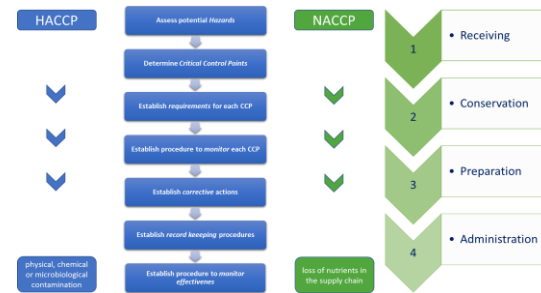 HACCP
Assess potential Hazards
Determine Critical Control Points
Establish requirements for each CCP
Establish procedure to monitor each CCP
Establish corrective actions
Establish record keeeping procedures
Establish procedure to monitor
effectivenes
physical, chemical
or microbiological
contamination
NACCP
loss of nutrients in
the supply chain
1
• Receiving
2
• Conservation
3
• Preparation
4
• Administration